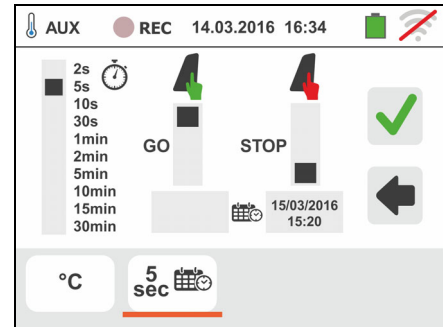 AUX REC 14.03.2016 16:34
2s
5s
10s
30s
1min
2min
5min
10min
15min
30min
GO
STOP
15/03/2016
15:20
°C
5
sec